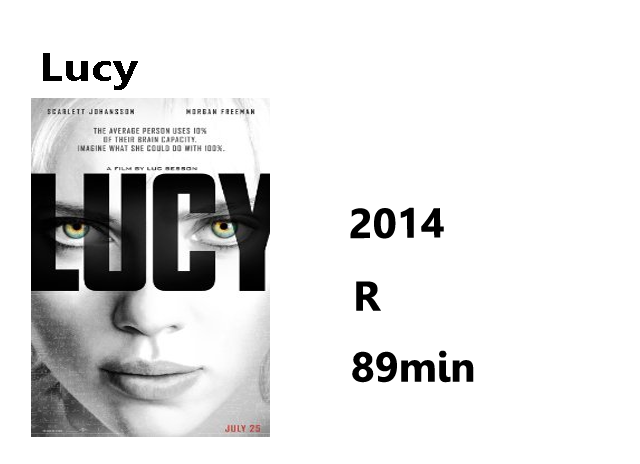 Lucy
SCARLETT JOHANSSON MORGAN FREEMAN
THE AVERAGE PERSON USES 10%
OF THEIR BRAIN CAPACITY.
IMAGINE WHAT SHE COULD DO WITH 100%.
A FILM BY LUC BESSON
LUCY
2014
R
89min
JULY 25